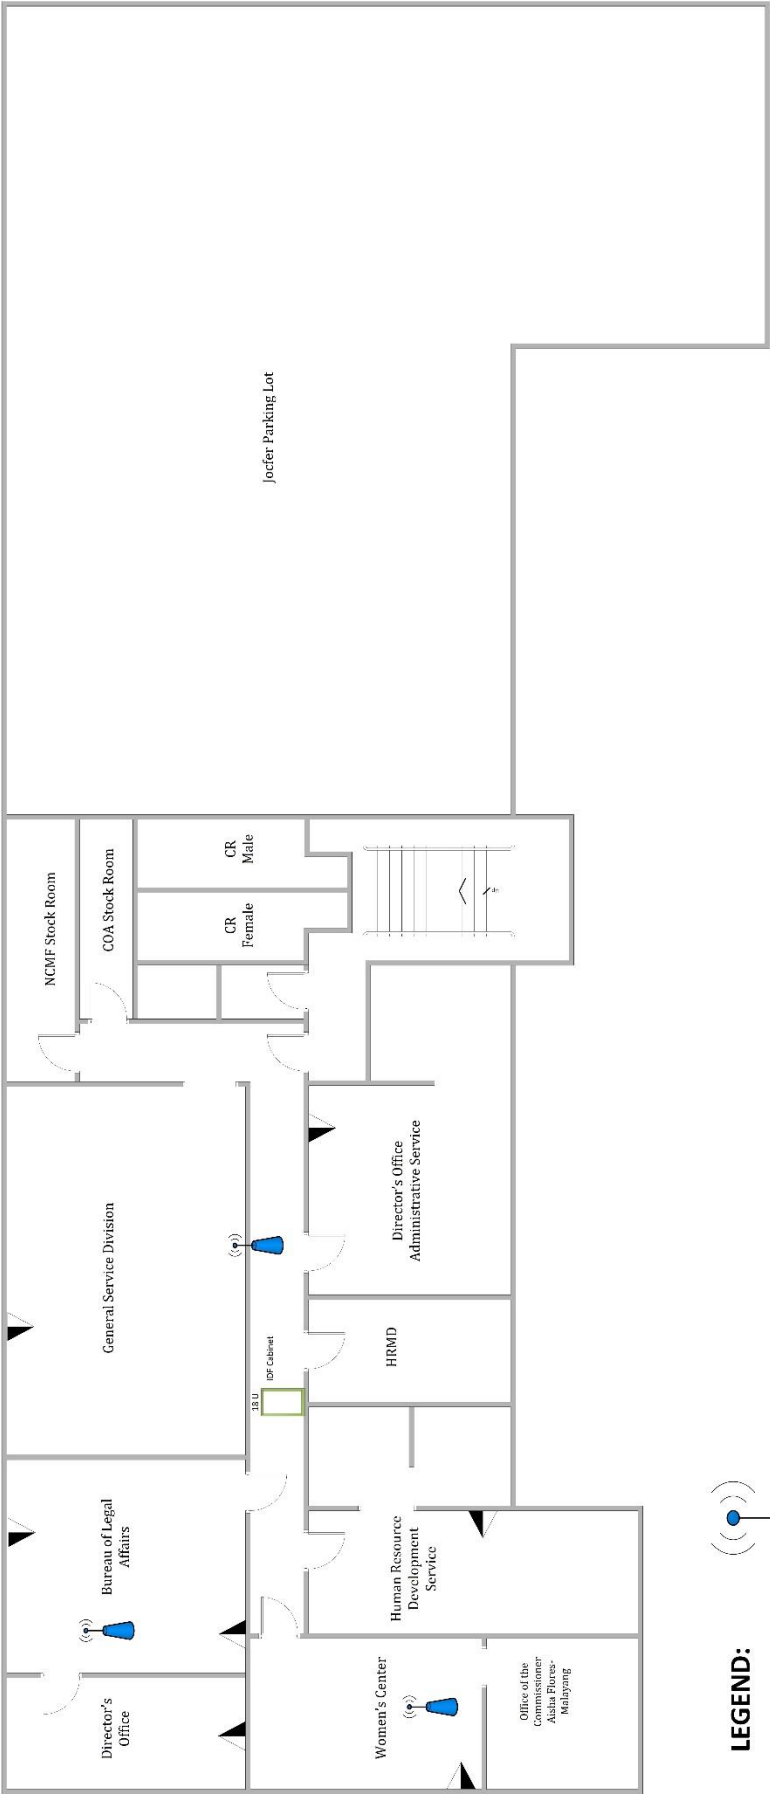 Jocfer Parking Lot
NCMF Stock Room
COA Stock Room
CR
Male
CR
Female
dn
General Service Division
Director's Office
Administrative Service
IDF Cabinet
18 U
HRMD
Bureau of Legal
Affairs
Human Resource
Development
Service
Director's
Office
Women's Center
Office of the
Commissioner
Aisha Flores-
Malayang
LEGEND: